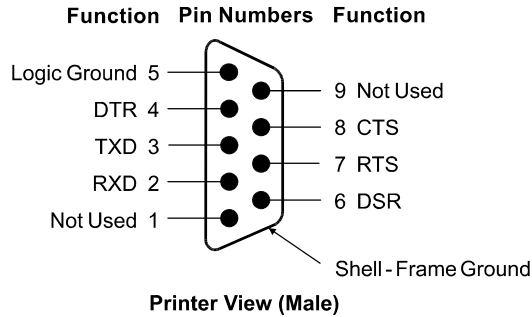 Function Pin Numbers Function
Logic Ground 5
9 Not Used
DTR 4
8 CTS
TXD 3
7 RTS
RXD 2
6 DSR
Not Used 1
Shell - Frame Ground
Printer View (Male)